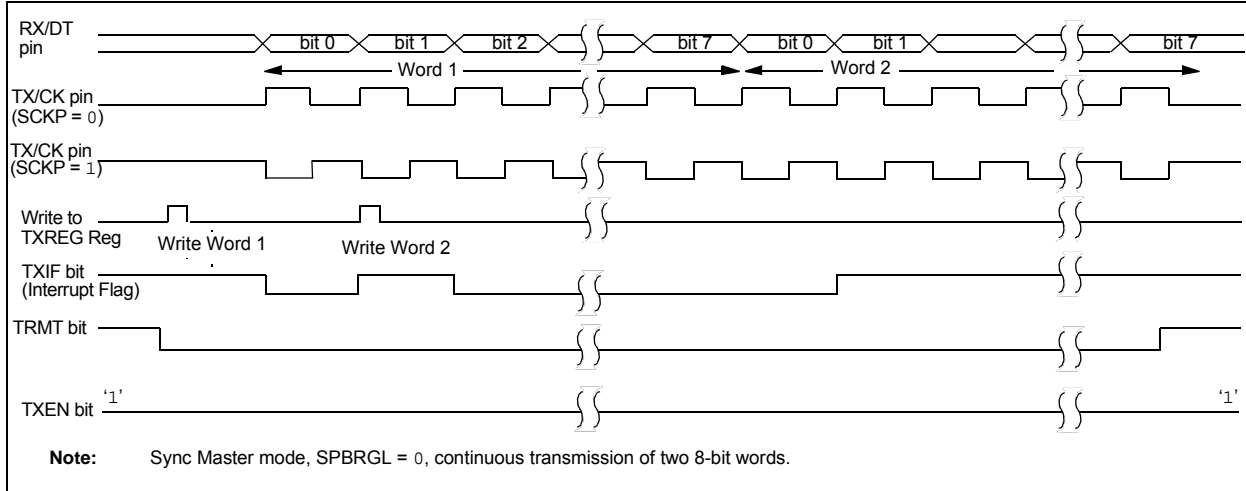 RX/DT
pin
bit 0 bit 1 bit 2 bit 7 bit 0 bit 1 bit 7
Word 1 Word 2
TX/CK pin
(SCKP = 0)
TX/CK pin
(SCKP = 1)
Write to
TXREG Reg
Write Word 1 Write Word 2
TXIF bit
(Interrupt Flag)
TRMT bit
TXEN bit ‘1’ ‘1’
Note: Sync Master mode, SPBRGL = 0, continuous transmission of two 8-bit words.